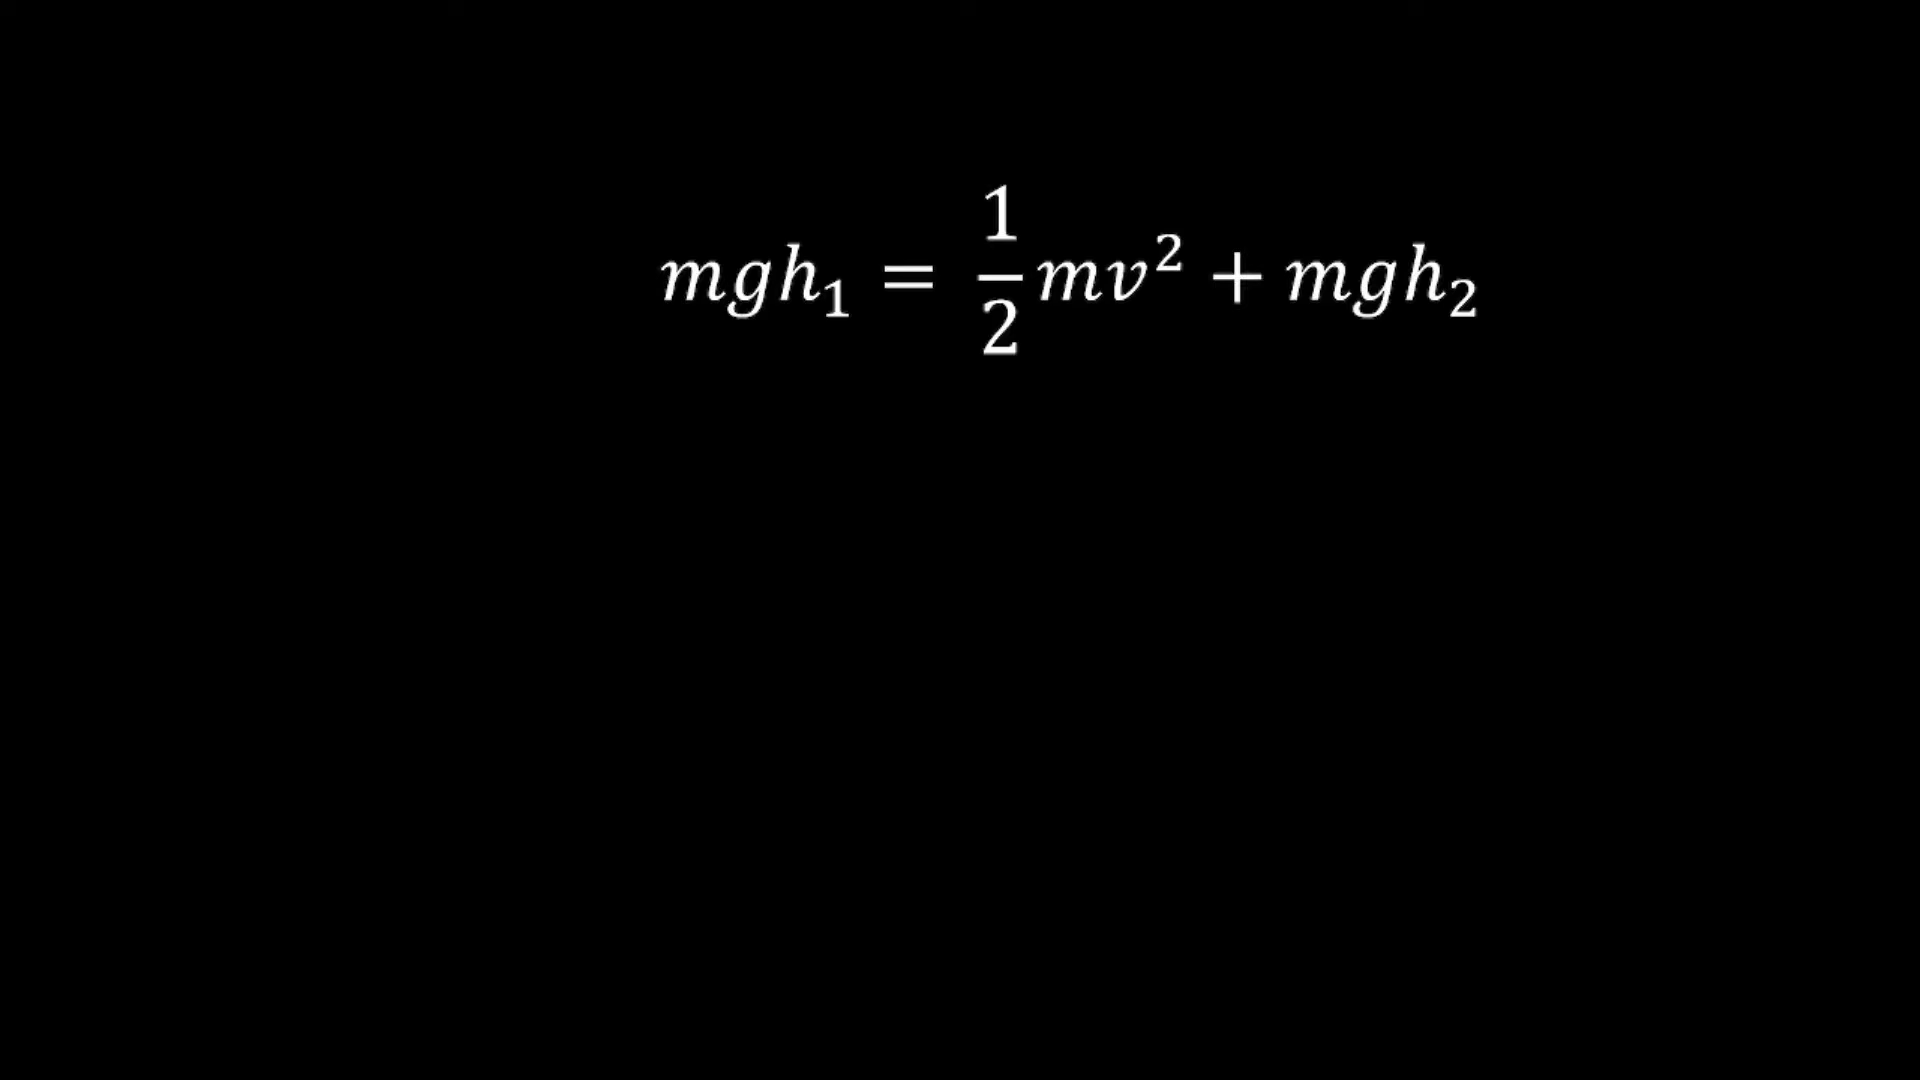 mgh₁ = ½mv² + mgh₂